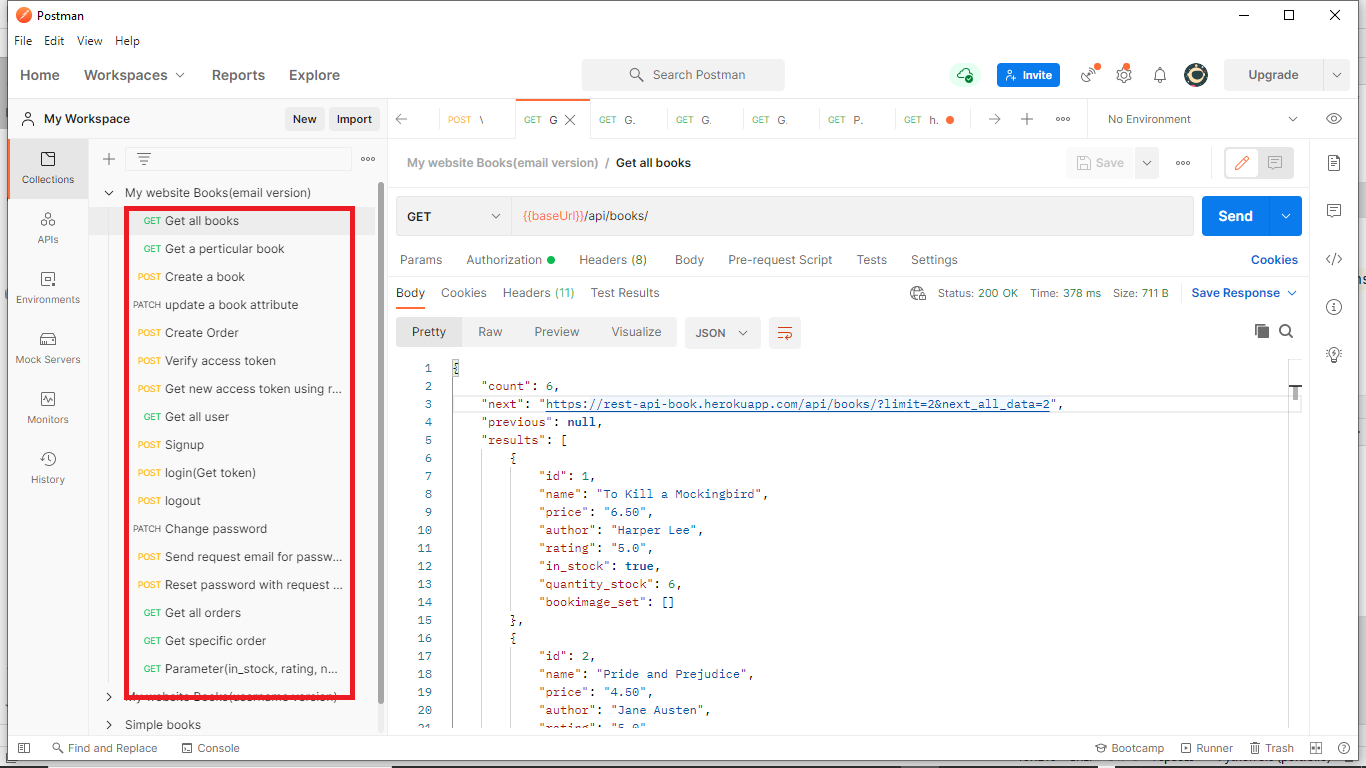 Postman
File Edit View Help
Home Workspaces Reports Explore Search Postman Invite Upgrade
My Workspace New Import
POST \ GET G GET G. GET G. GET G. GET P. GET h. No Environment
Collections
APIs
Environments
Mock Servers
Monitors
History
My website Books(email version)
GET Get all books
GET Get a perticular book
POST Create a book
PATCH update a book attribute
POST Create Order
POST Verify access token
POST Get new access token using r...
GET Get all user
POST Signup
POST login(Get token)
POST logout
PATCH Change password
POST Send request email for passw...
POST Reset password with request ...
GET Get all orders
GET Get specific order
GET Parameter(in_stock, rating, n...
My website Books(username version)
Simple books
My website Books(email version) / Get all books Save
GET {{baseUrl}}/api/books/ Send
Params Authorization Headers (8) Body Pre-request Script Tests Settings Cookies
Body Cookies Headers (11) Test Results Status: 200 OK Time: 378 ms Size: 711 B Save Response
Pretty Raw Preview Visualize JSON
1 {
2 "count": 6,
3 "next": "https://rest-api-book.herokuapp.com/api/books/?limit=2&next_all_data=2",
4 "previous": null,
5 "results": [
6 {
7 "id": 1,
8 "name": "To Kill a Mockingbird",
9 "price": "6.50",
10 "author": "Harper Lee",
11 "rating": "5.0",
12 "in_stock": true,
13 "quantity_stock": 6,
14 "bookimage_set": []
15 },
16 {
17 "id": 2,
18 "name": "Pride and Prejudice",
19 "price": "4.50",
20 "author": "Jane Austen",
21 "rating": "5.0"
Find and Replace Console Bootcamp Runner Trash